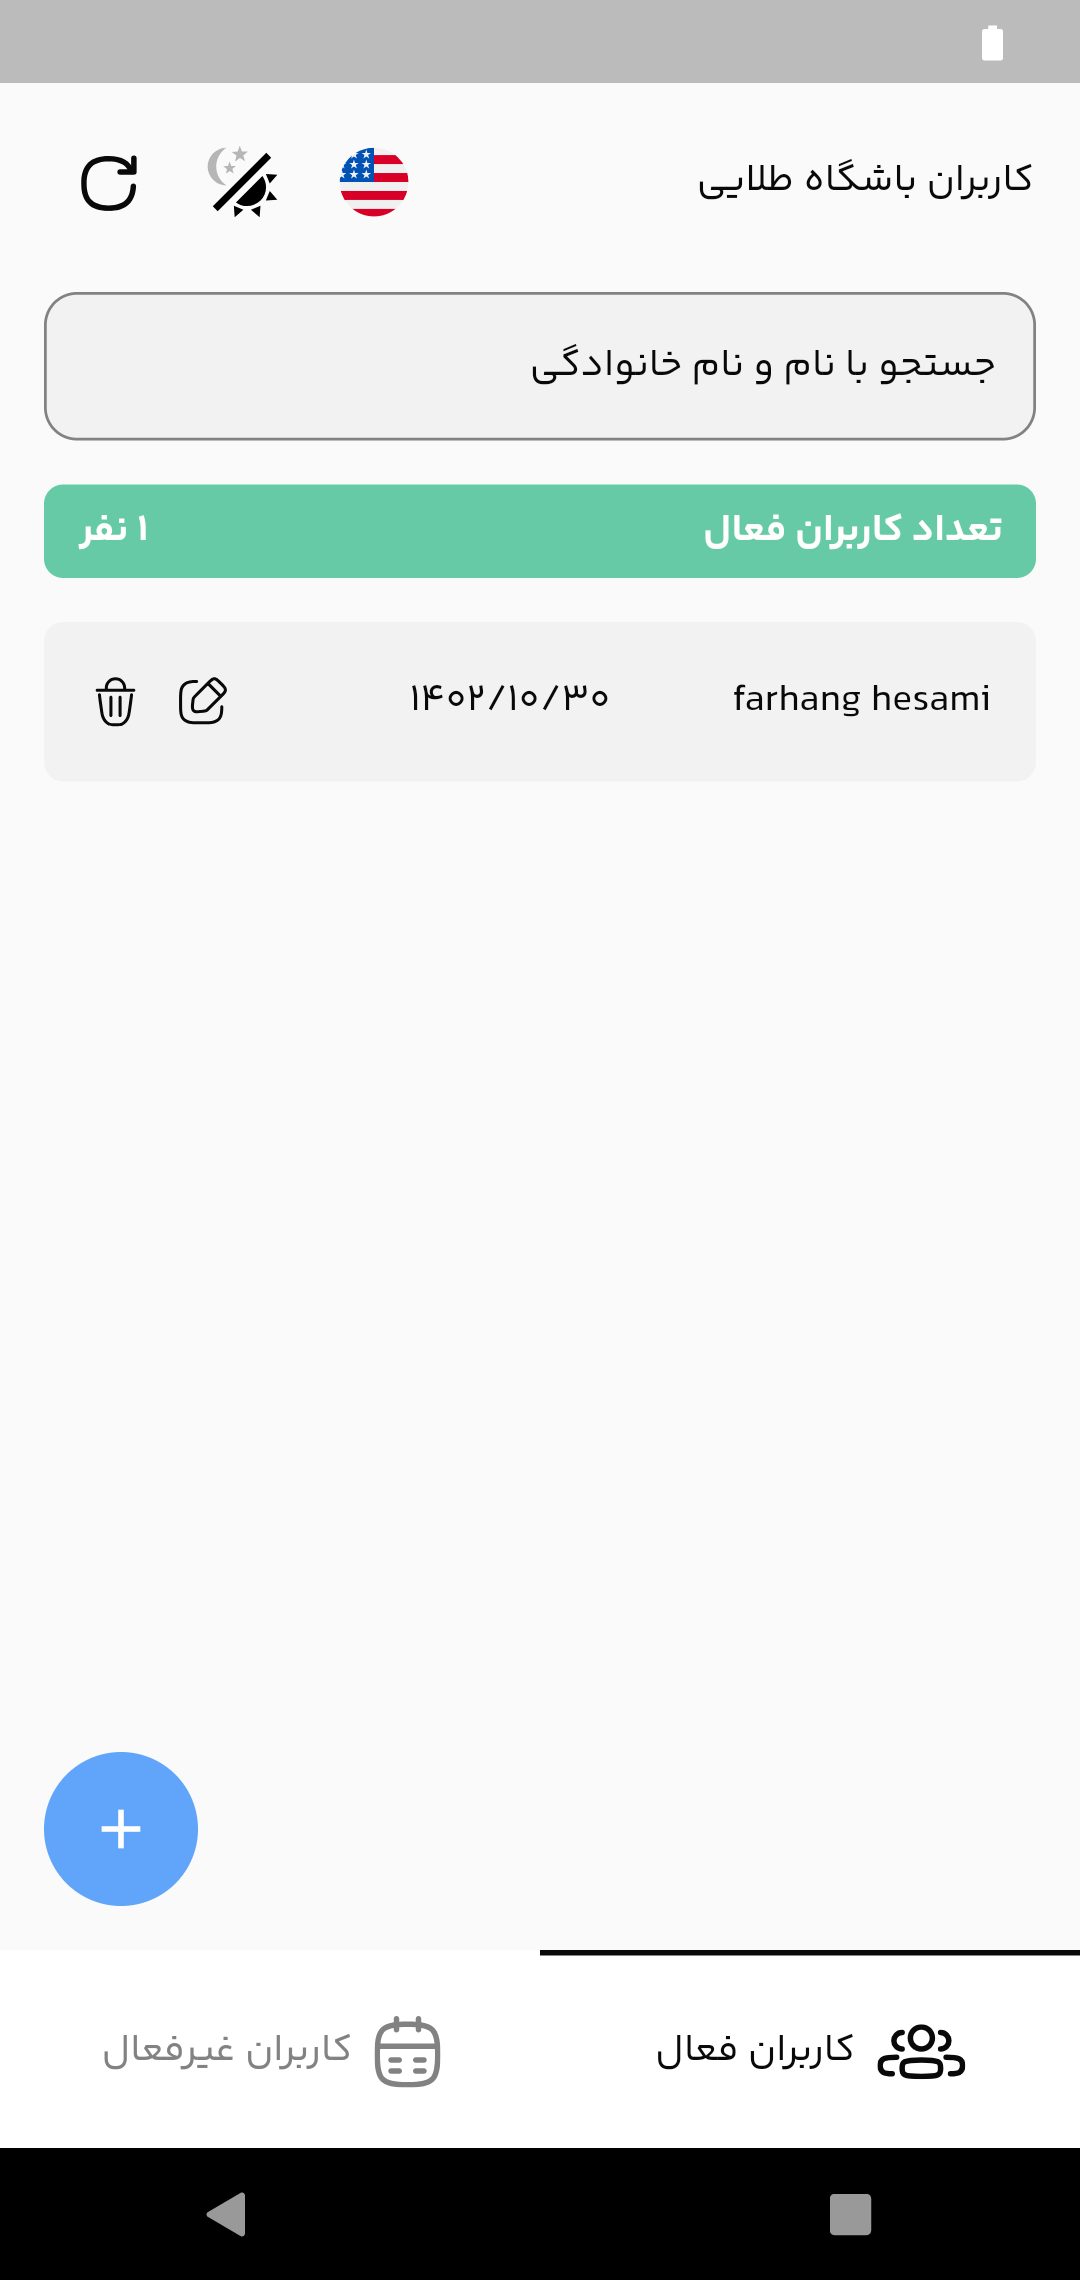 کاربران باشگاه طلایی
جستجو با نام و نام خانوادگی
تعداد کاربران فعال
۱ نفر
farhang hesami
۱۴۰۲/۱۰/۳۰
کاربران فعال
کاربران غیرفعال